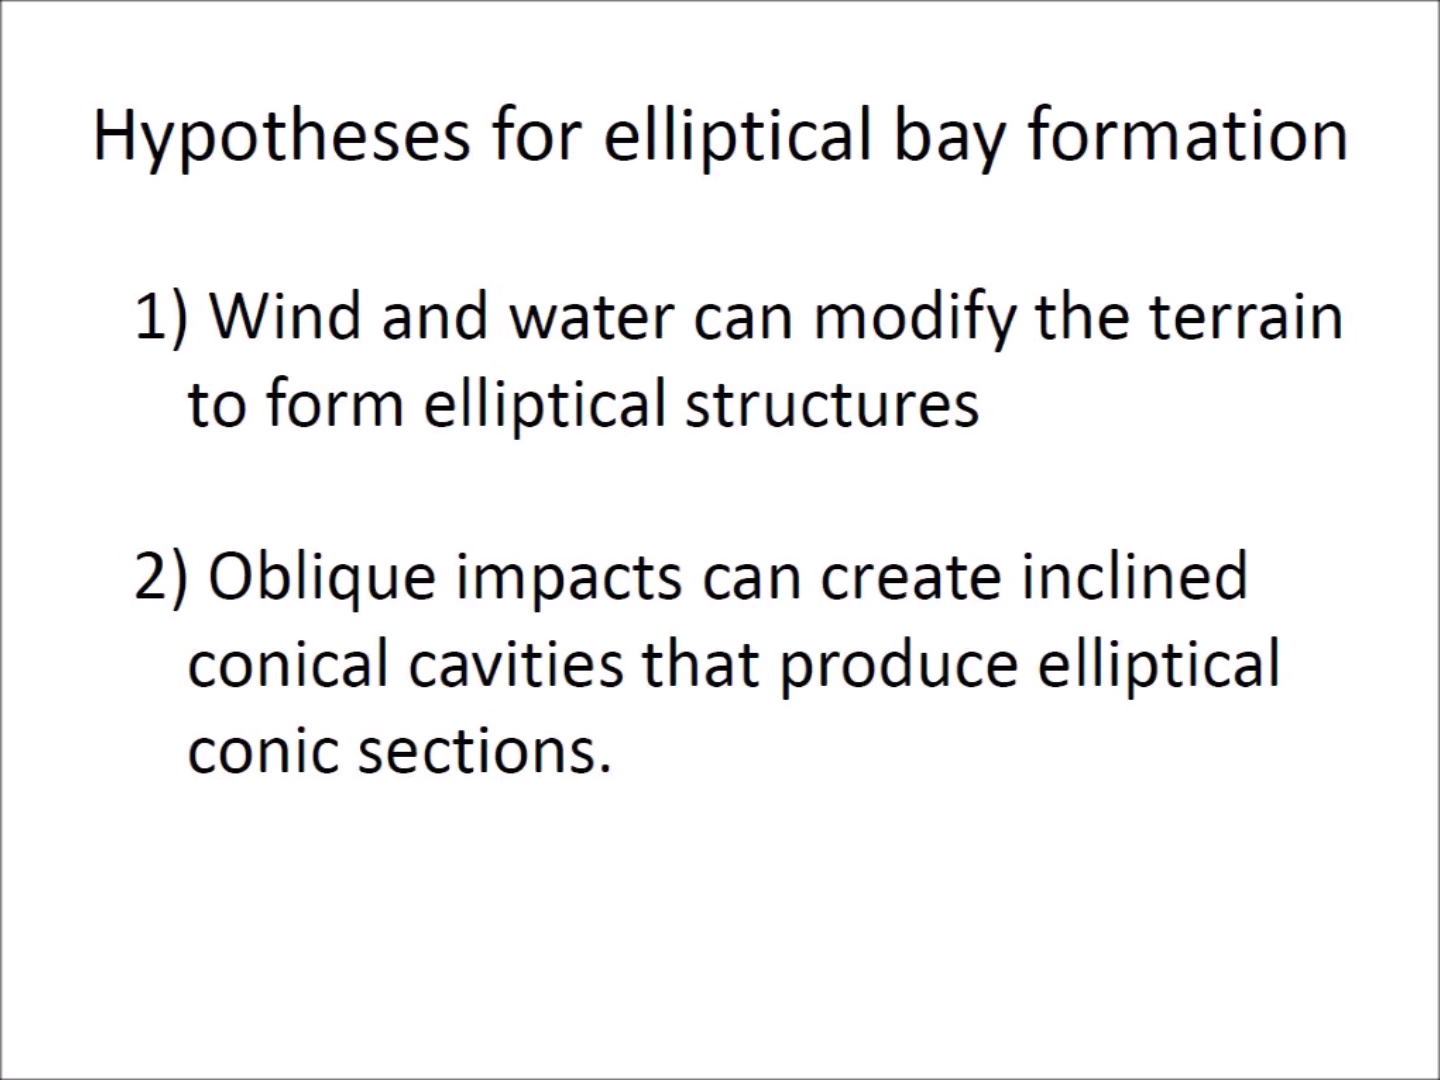 Hypotheses for elliptical bay formation
1) Wind and water can modify the terrain
to form elliptical structures
2) Oblique impacts can create inclined
conical cavities that produce elliptical
conic sections.